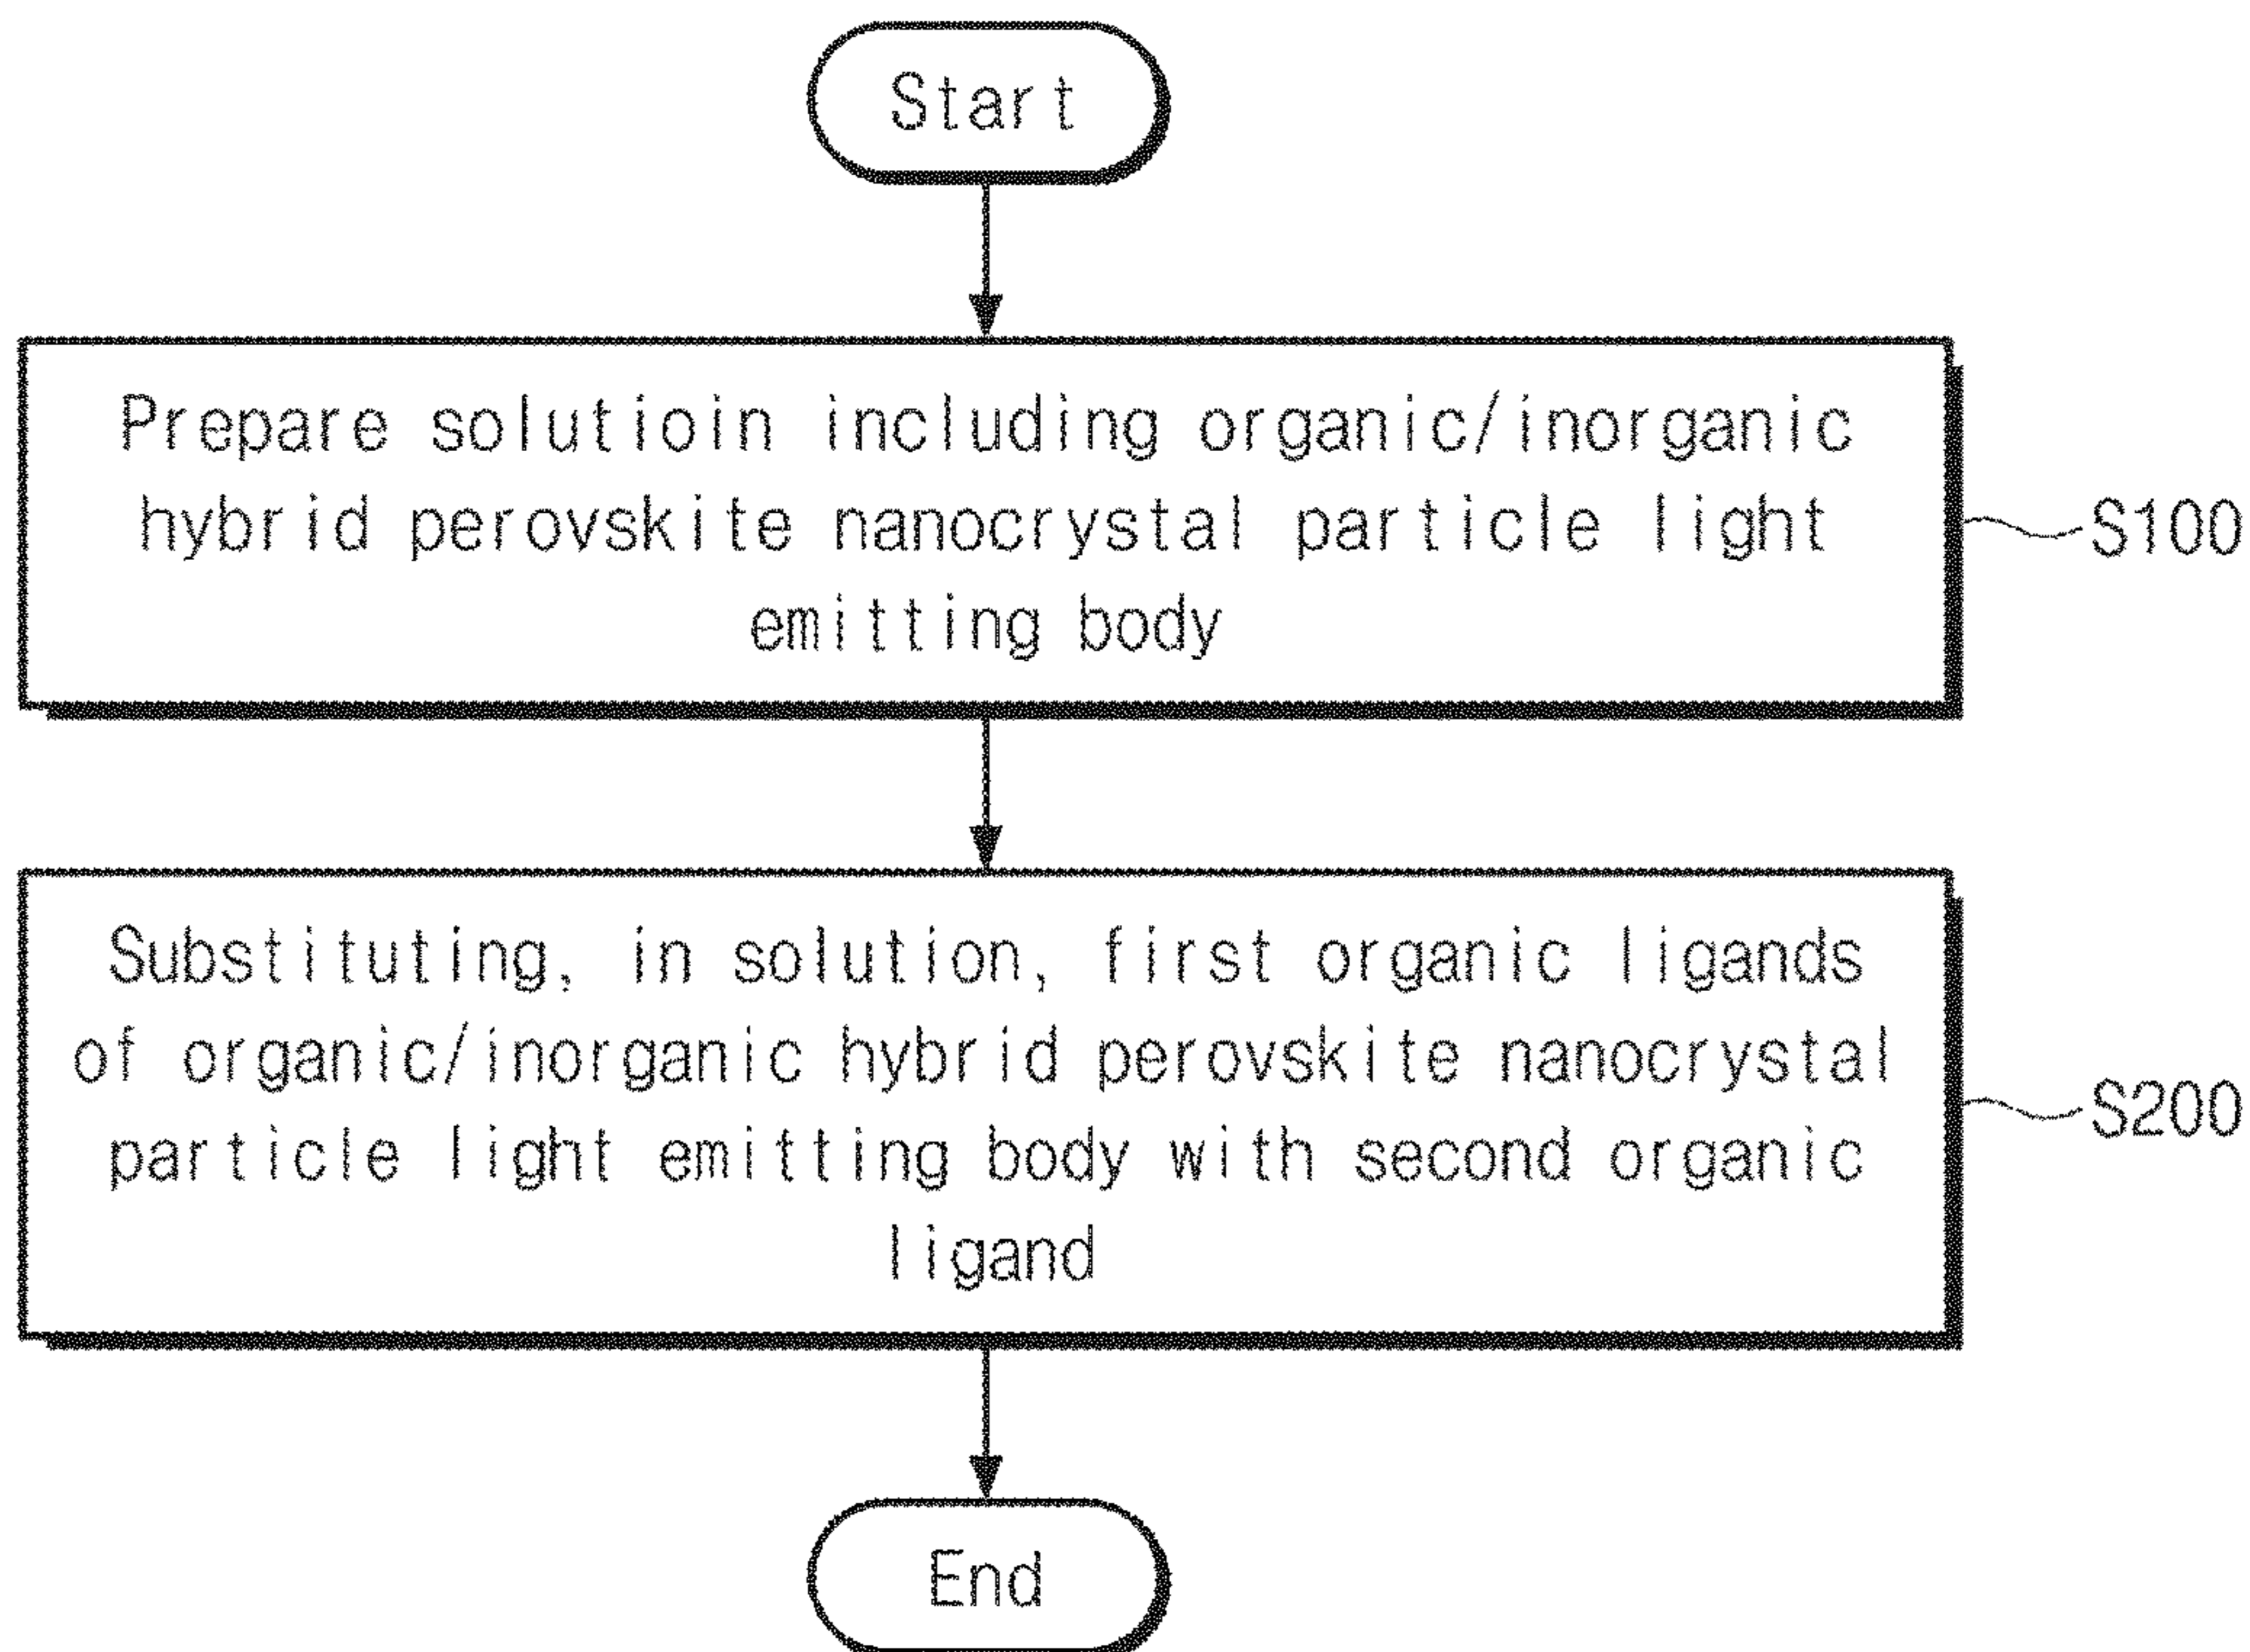 Start
Prepare solutioin including organic/inorganic
hybrid perovskite nanocrystal particle light
emitting body
S100
Substituting, in solution, first organic ligands
of organic/inorganic hybrid perovskite nanocrystal
particle light emitting body with second organic
ligand
S200
End